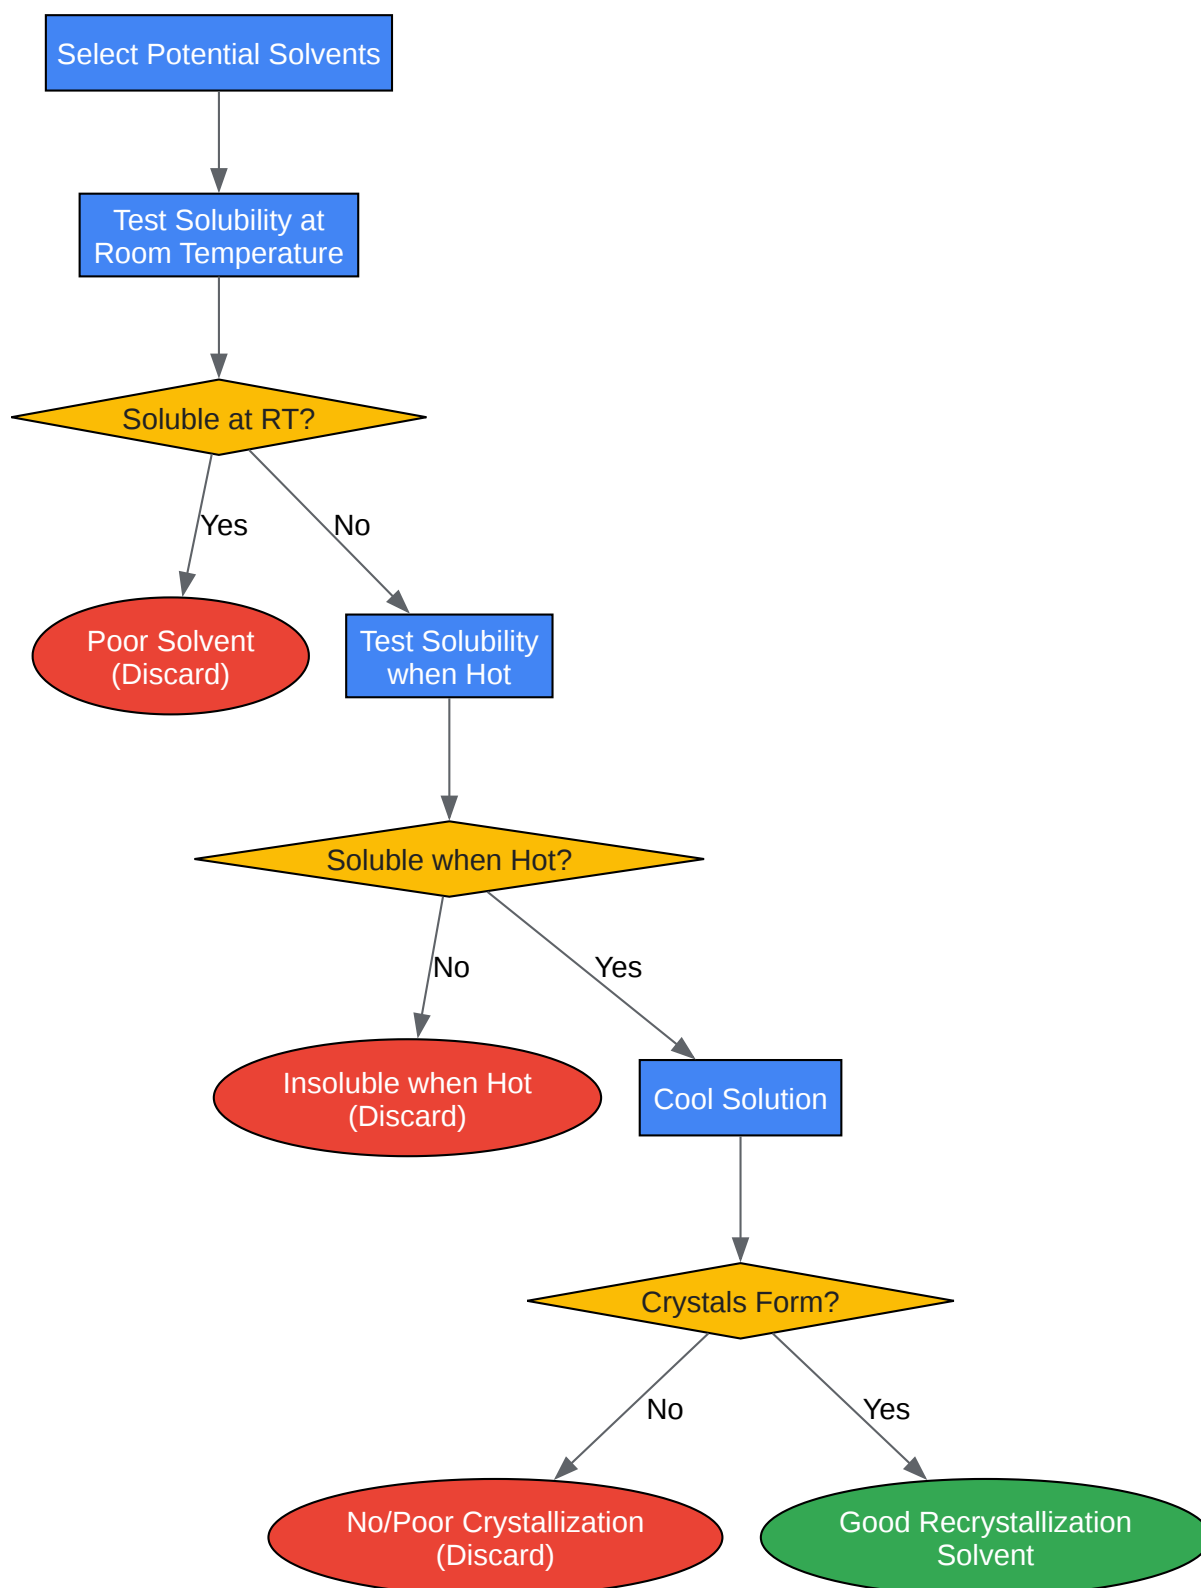 Select Potential Solvents
Test Solubility at
Room Temperature
Soluble at RT?
Yes
No
Poor Solvent
(Discard)
Test Solubility
when Hot
Soluble when Hot?
No
Yes
Insoluble when Hot
(Discard)
Cool Solution
Crystals Form?
No
Yes
No/Poor Crystallization
(Discard)
Good Recrystallization
Solvent